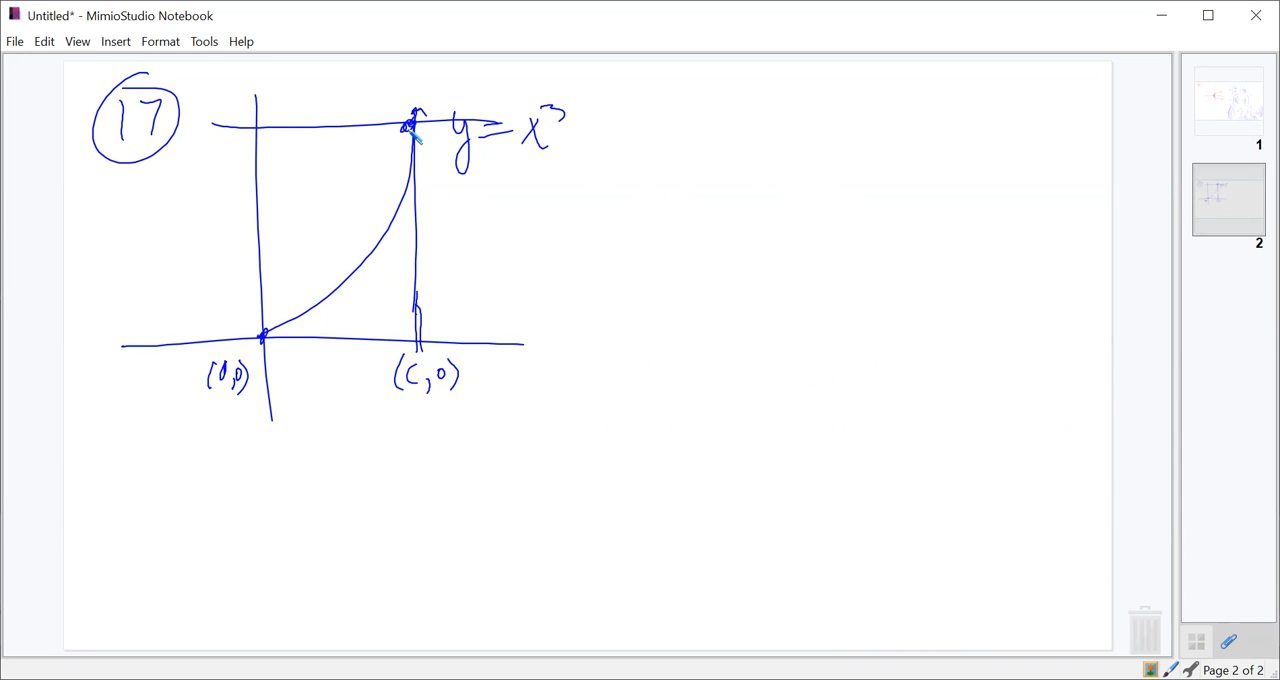 Untitled* - MimioStudio Notebook
File Edit View Insert Format Tools Help
17
y = x³
(0,0)
(c,0)
1
2
Page 2 of 2